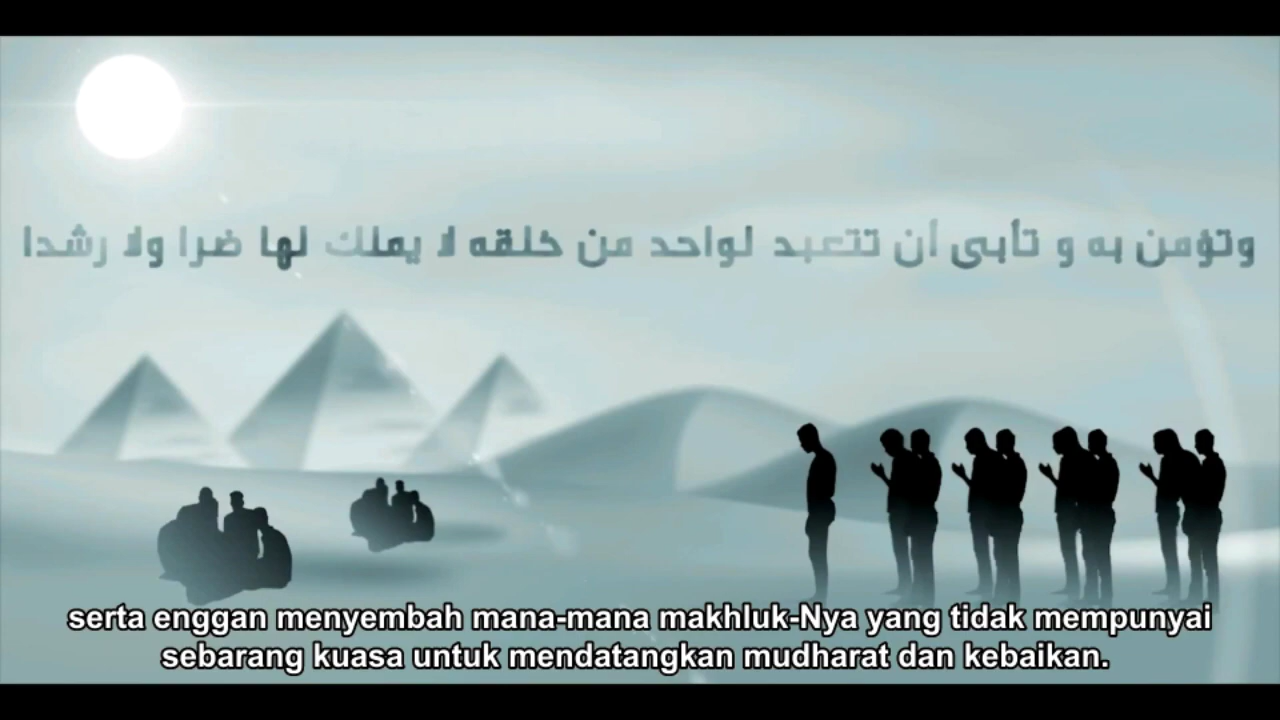 وتؤمن به و تأبى أن تتعبد لواحد من خلقه لا يملك لها ضرا ولا رشدا
serta enggan menyembah mana-mana makhluk-Nya yang tidak mempunyai
sebarang kuasa untuk mendatangkan mudharat dan kebaikan.